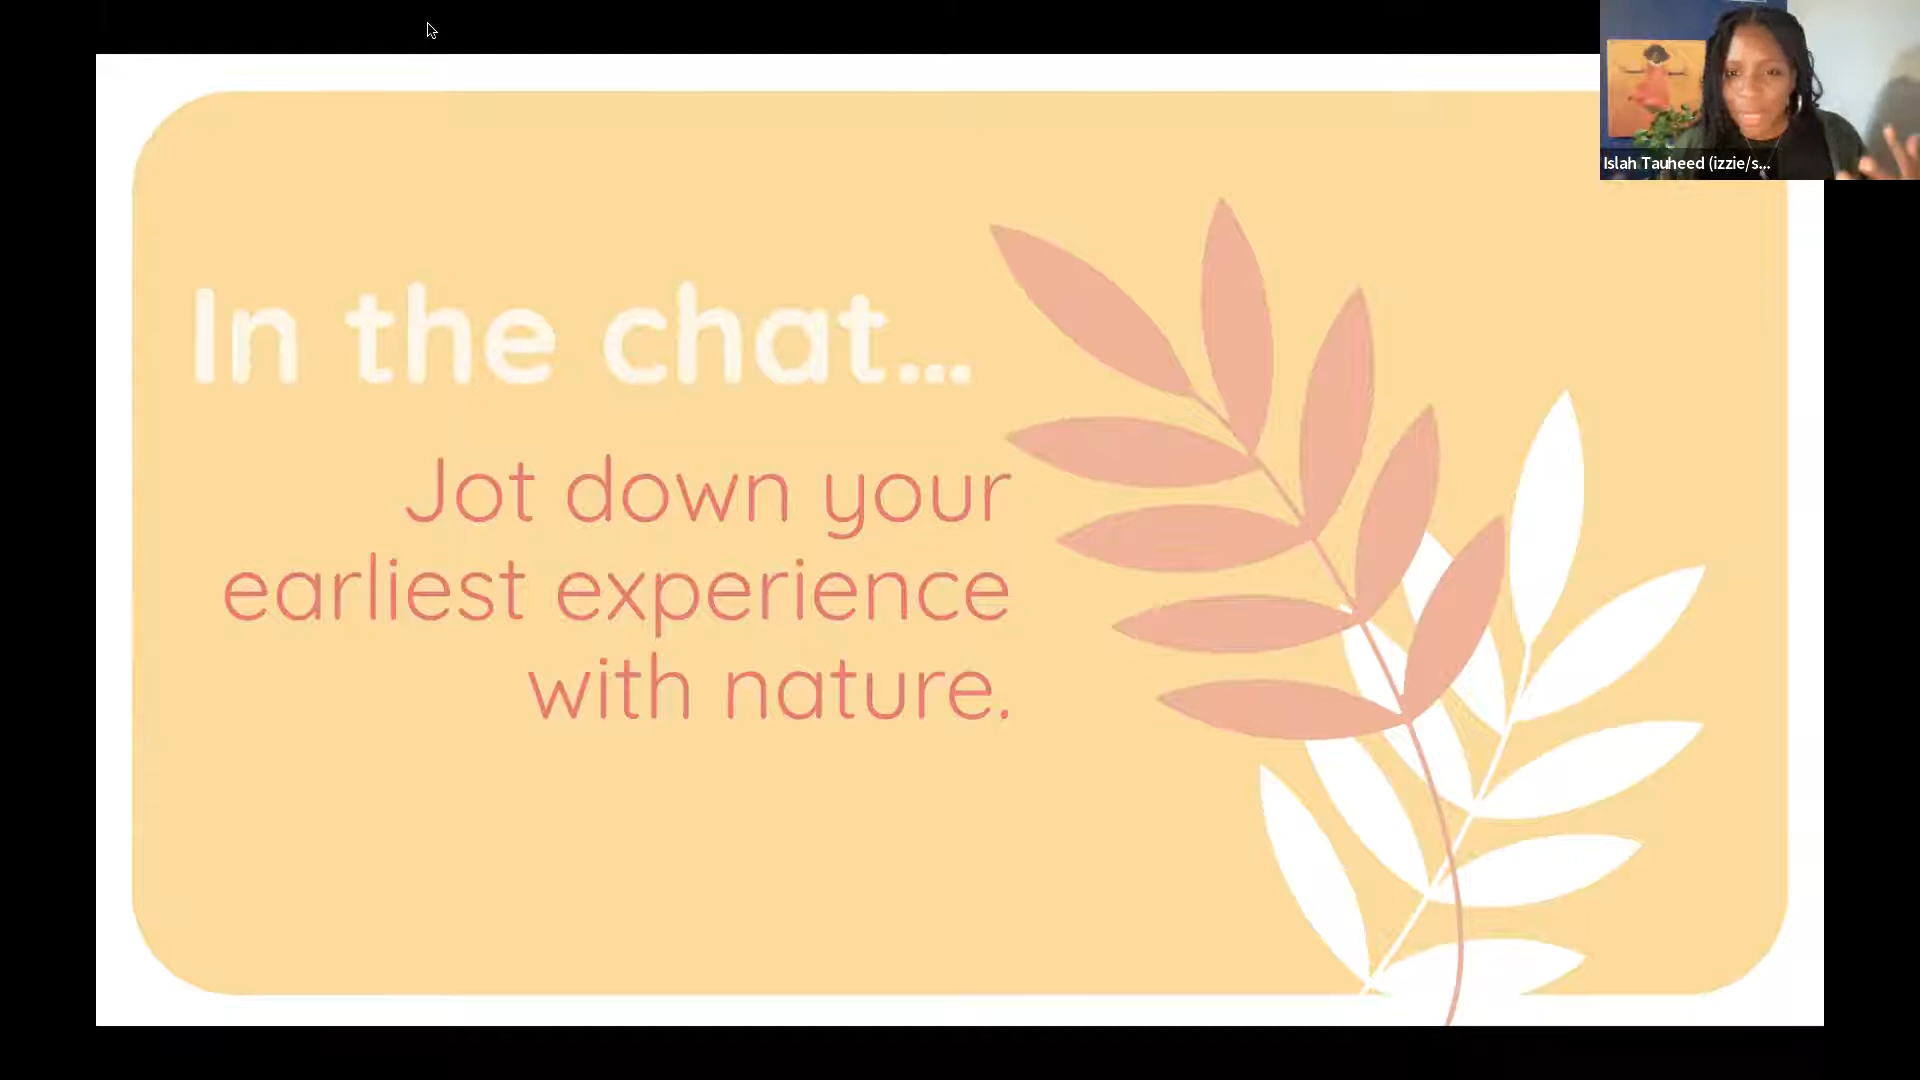 In the chat...
Jot down your
earliest experience
with nature.
Islah Tauheed (izzie/s...